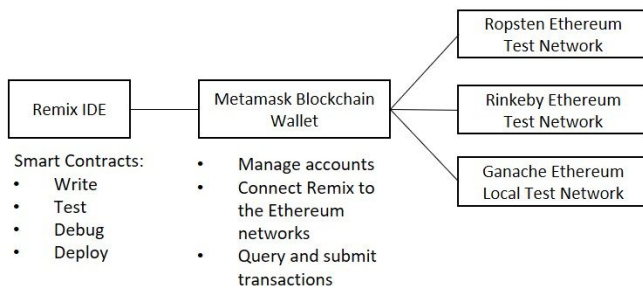 Ropsten Ethereum
Test Network
Remix IDE
Metamask Blockchain
Wallet
Rinkeby Ethereum
Test Network
Ganache Ethereum
Local Test Network
Smart Contracts:
• Write
• Test
• Debug
• Deploy
• Manage accounts
• Connect Remix to
the Ethereum
networks
• Query and submit
transactions